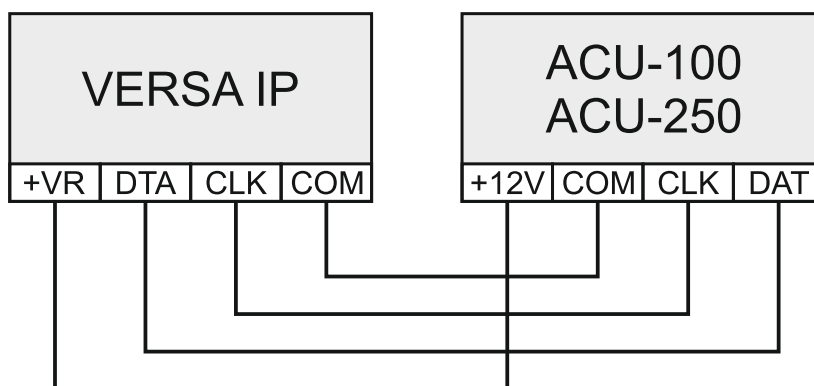 VERSA IP
+VR DTA CLK COM
ACU-100
ACU-250
+12V COM CLK DAT